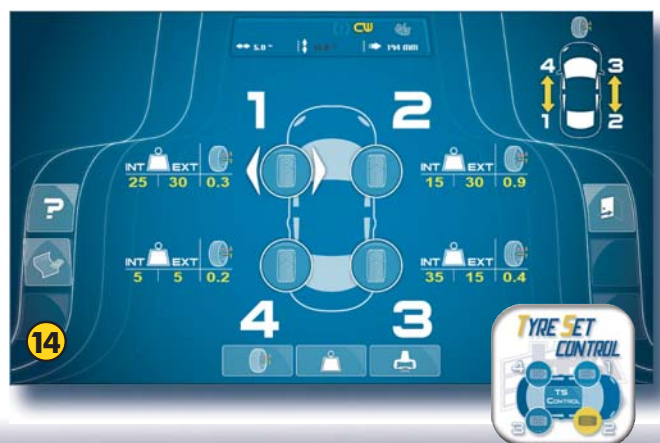 CW
5.0"
194 mm
4 3
1 2
1 2
INT EXT
25 30 0.3
INT EXT
15 30 0.9
?
INT EXT
5 5 0.2
INT EXT
35 15 0.4
14
4 3
TYRE SET
CONTROL
4 1
TS
CONTROL
3 2